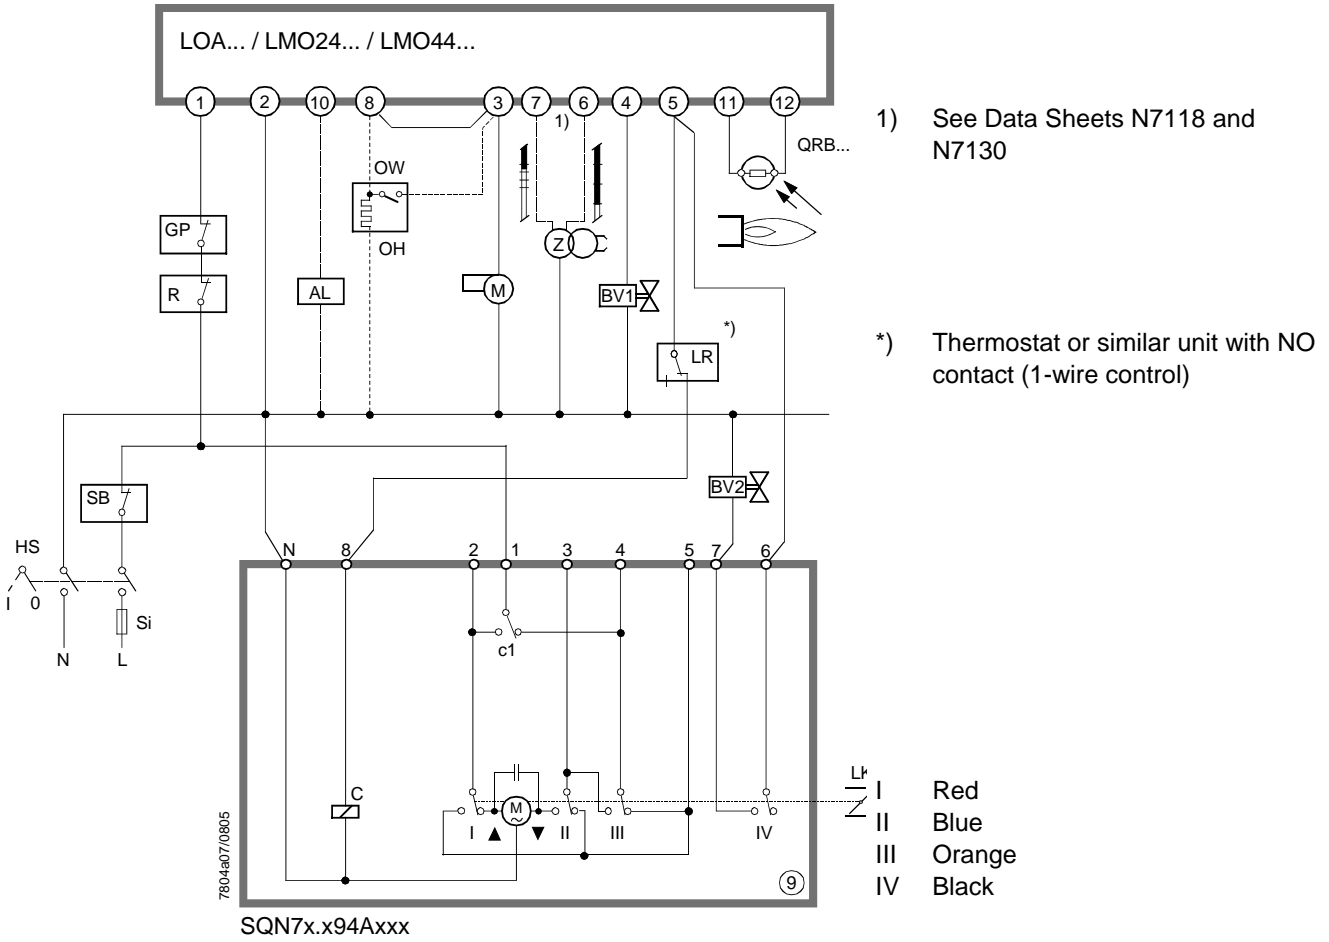 LOA... / LMO24... / LMO44...
1 2 10 8 3 7 6 4 5 11 12
1)
QRB...
1) See Data Sheets N7118 and
N7130
OW
OH
GP
R
AL
M
Z
BV1
*)
LR
*) Thermostat or similar unit with NO
contact (1-wire control)
SB
BV2
HS
I 0
Si
N L
N 8 2 1 3 4 5 7 6
c1
C
M
~
I II III IV
LK
9
7804a07/0805
I Red
II Blue
III Orange
IV Black
SQN7x.x94Axxx